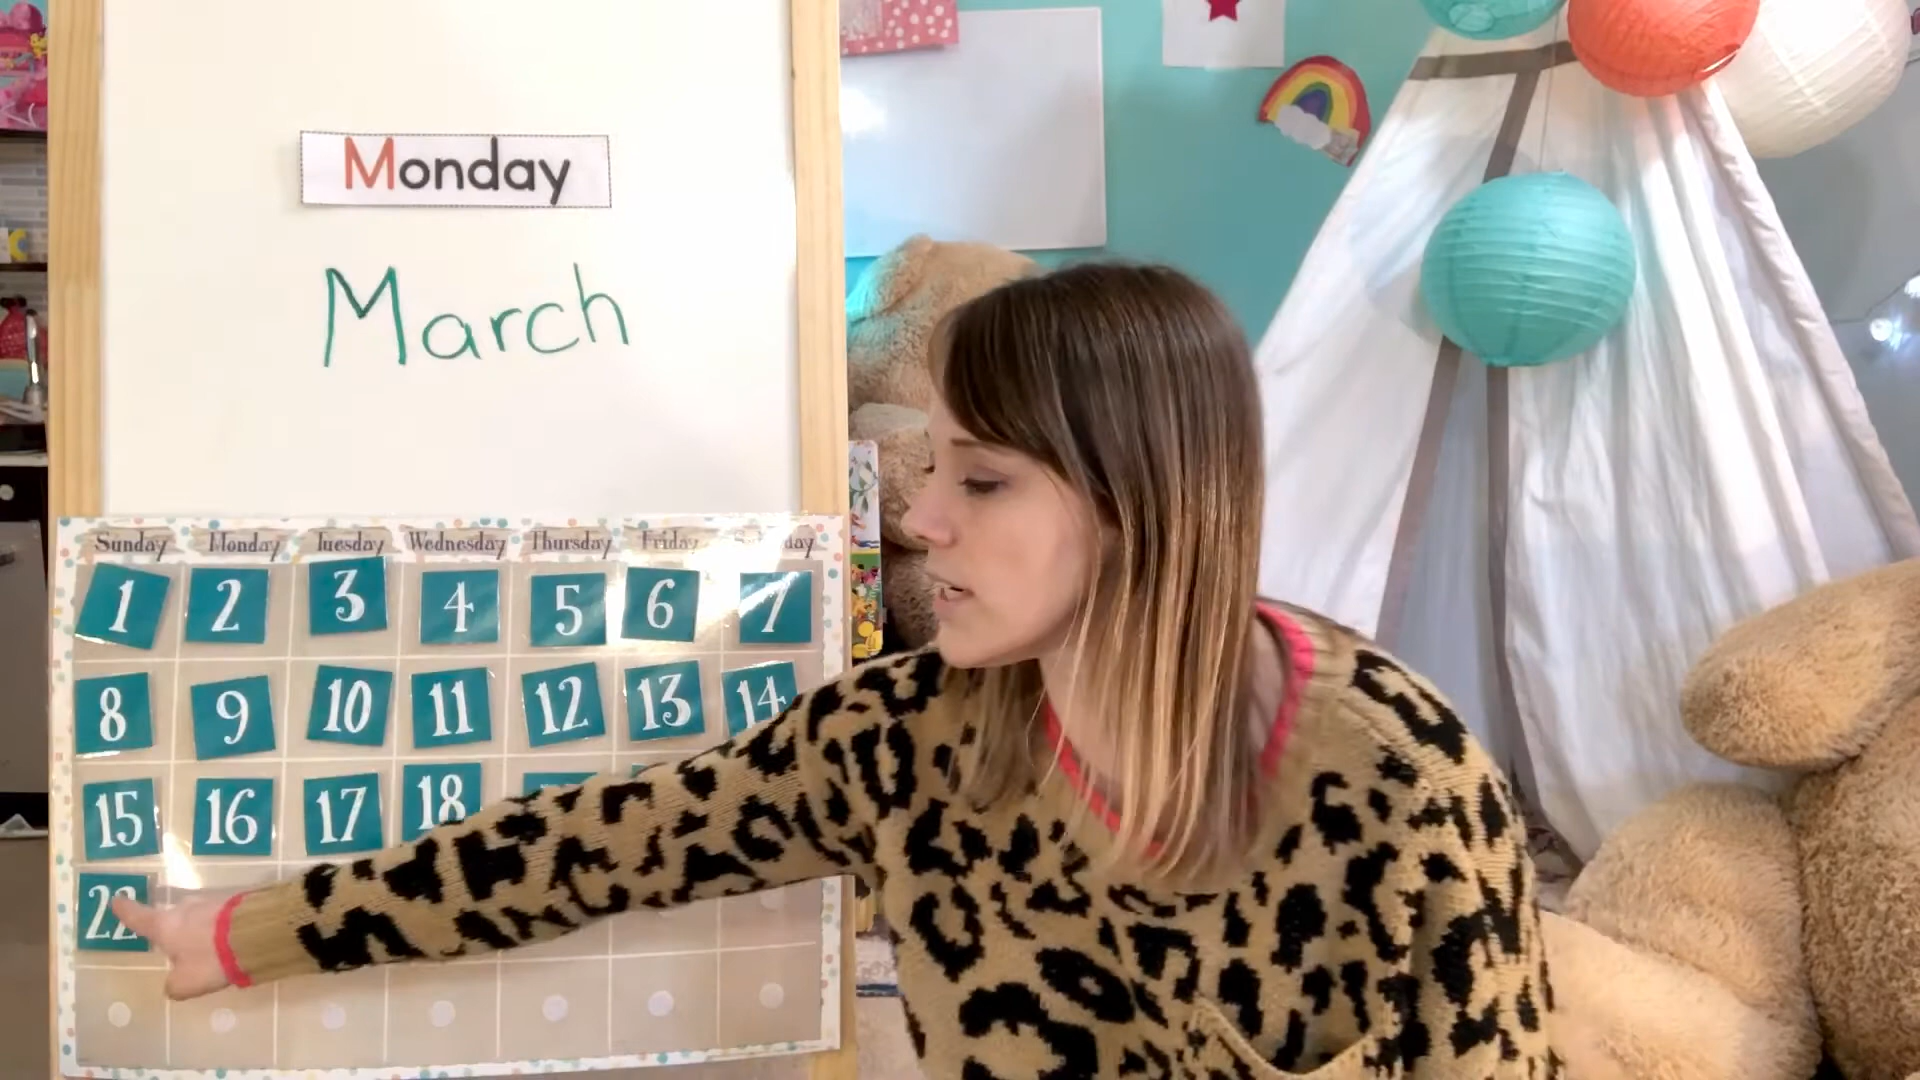 Monday
March
Sunday Monday Tuesday Wednesday Thursday Friday
1 2 3 4 5 6 7
8 9 10 11 12 13 14
15 16 17 18
22